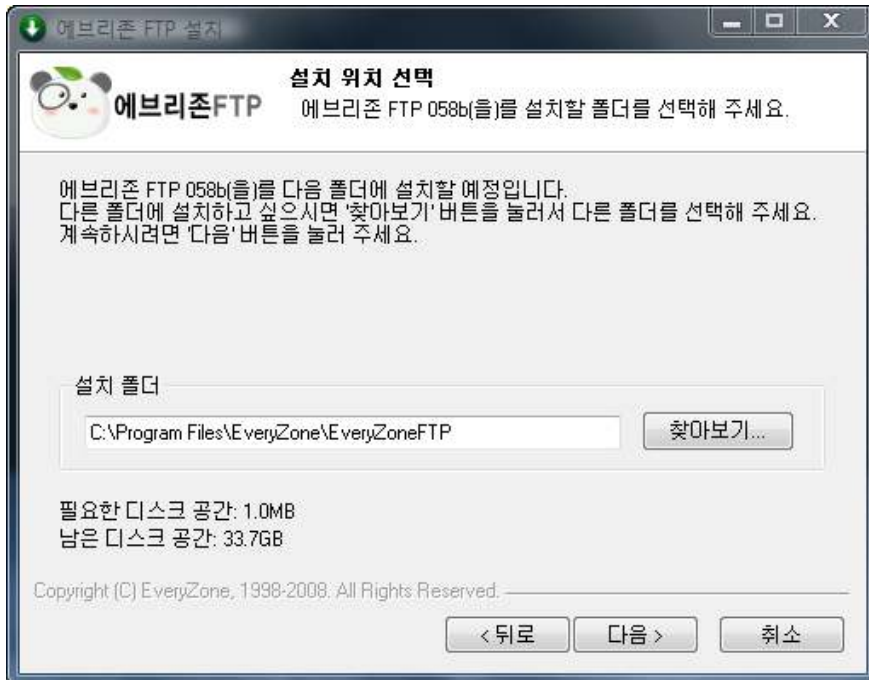 에브리존 FTP 설치
에브리존FTP
설치 위치 선택
에브리존 FTP 058b(을)를 설치할 폴더를 선택해 주세요.
에브리존 FTP 058b(을)를 다음 폴더에 설치할 예정입니다.
다른 폴더에 설치하고 싶으시면 '찾아보기' 버튼을 눌러서 다른 폴더를 선택해 주세요.
계속하시려면 '다음' 버튼을 눌러 주세요.
설치 폴더
C:\Program Files\EveryZone\EveryZoneFTP
찾아보기...
필요한 디스크 공간: 1.0MB
남은 디스크 공간: 33.7GB
Copyright (C) EveryZone, 1998-2008. All Rights Reserved.
< 뒤로
다음 >
취소